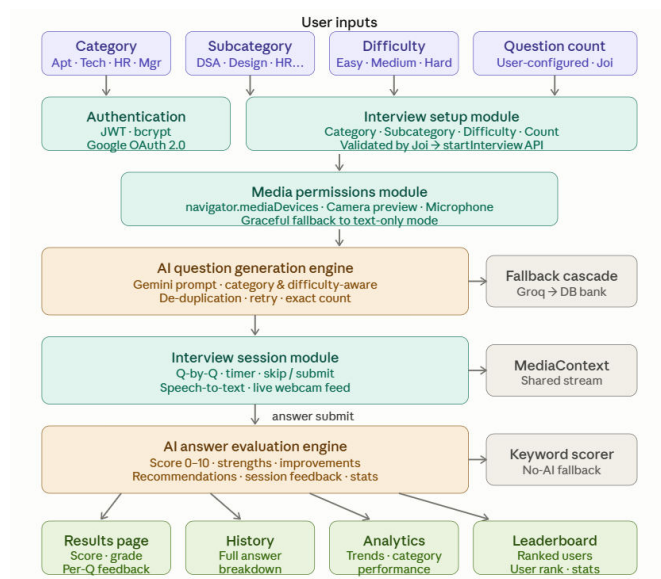 User inputs
Category
Apt · Tech · HR · Mgr
Subcategory
DSA · Design · HR...
Difficulty
Easy · Medium · Hard
Question count
User-configured · Joi
Authentication
JWT · bcrypt
Google OAuth 2.0
Interview setup module
Category · Subcategory · Difficulty · Count
Validated by Joi → startInterview API
Media permissions module
navigator.mediaDevices · Camera preview · Microphone
Graceful fallback to text-only mode
AI question generation engine
Gemini prompt · category & difficulty-aware
De-duplication · retry · exact count
Fallback cascade
Groq → DB bank
Interview session module
Q-by-Q · timer · skip / submit
Speech-to-text · live webcam feed
MediaContext
Shared stream
answer submit
AI answer evaluation engine
Score 0–10 · strengths · improvements
Recommendations · session feedback · stats
Keyword scorer
No-AI fallback
Results page
Score · grade
Per-Q feedback
History
Full answer
breakdown
Analytics
Trends · category
performance
Leaderboard
Ranked users
User rank · stats